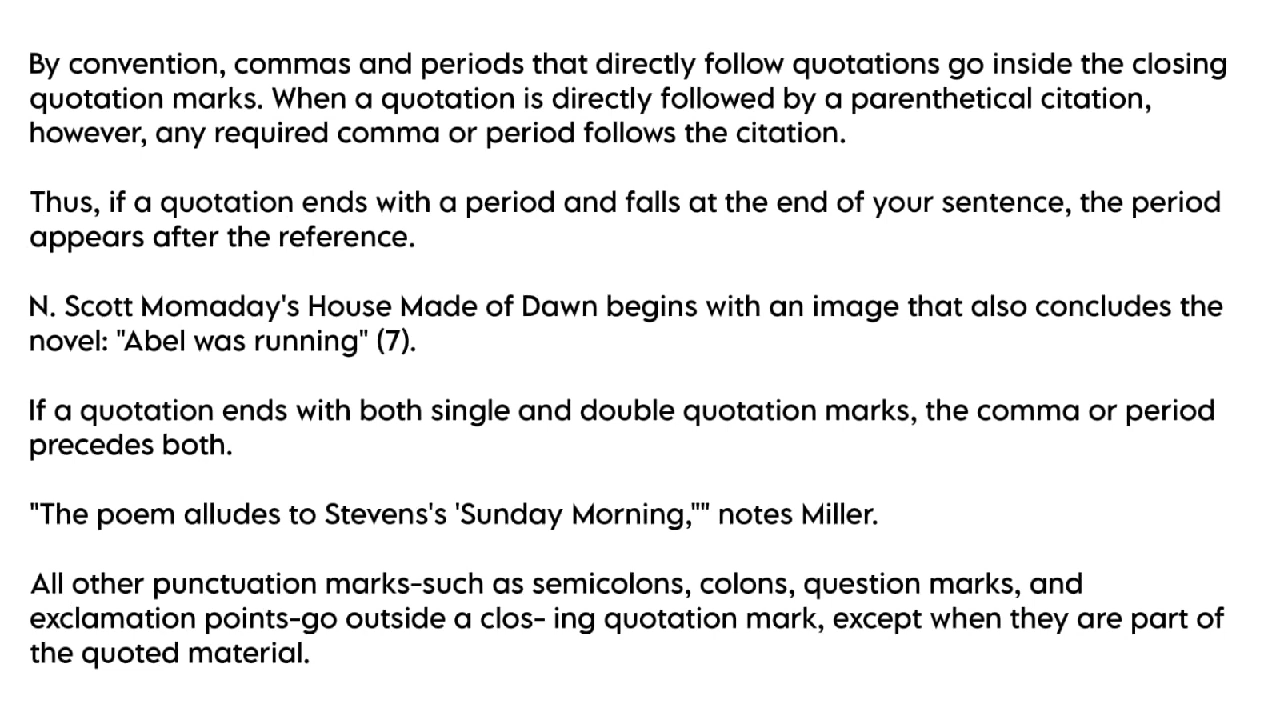 By convention, commas and periods that directly follow quotations go inside the closing
quotation marks. When a quotation is directly followed by a parenthetical citation,
however, any required comma or period follows the citation.
Thus, if a quotation ends with a period and falls at the end of your sentence, the period
appears after the reference.
N. Scott Momaday's House Made of Dawn begins with an image that also concludes the
novel: "Abel was running" (7).
If a quotation ends with both single and double quotation marks, the comma or period
precedes both.
"The poem alludes to Stevens's 'Sunday Morning,"" notes Miller.
All other punctuation marks-such as semicolons, colons, question marks, and
exclamation points-go outside a clos- ing quotation mark, except when they are part of
the quoted material.